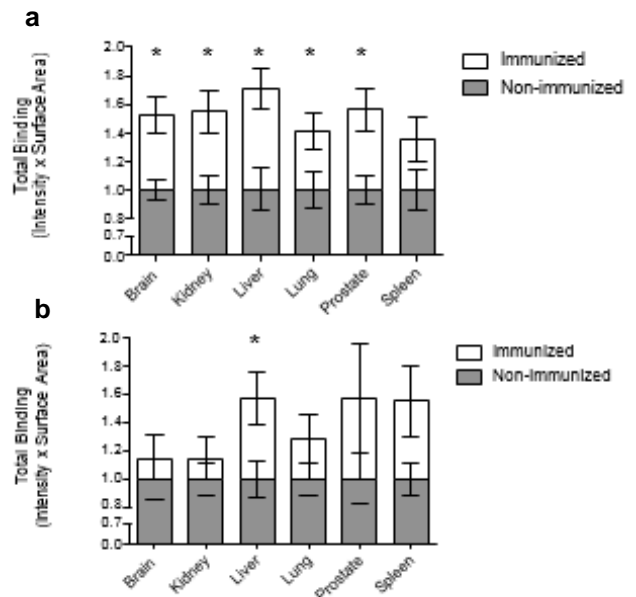 a
* * * * *
2.0
1.8
1.6
1.4
1.2
1.0
0.8
0.7
0.0
Total Binding
(Intensity x Surface Area)
Immunized
Non-immunized
Brain Kidney Liver Lung Prostate Spleen
b
*
2.0
1.8
1.6
1.4
1.2
1.0
0.8
0.7
0.0
Total Binding
(Intensity x Surface Area)
Immunized
Non-immunized
Brain Kidney Liver Lung Prostate Spleen